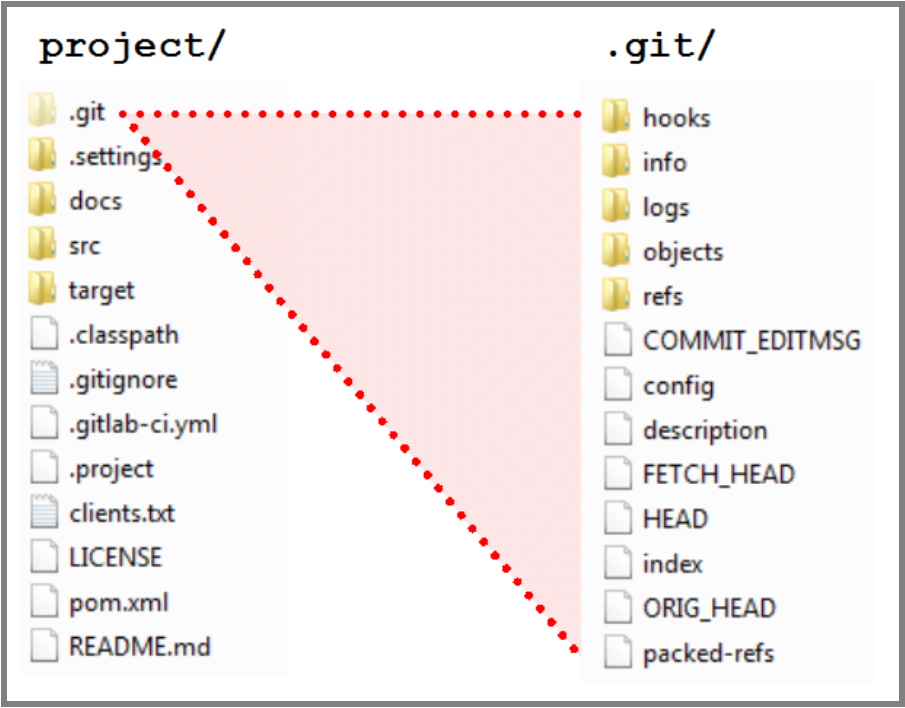 project/
.git
.settings
docs
src
target
.classpath
.gitignore
.gitlab-ci.yml
.project
clients.txt
LICENSE
pom.xml
README.md
.git/
hooks
info
logs
objects
refs
COMMIT_EDITMSG
config
description
FETCH_HEAD
HEAD
index
ORIG_HEAD
packed-refs